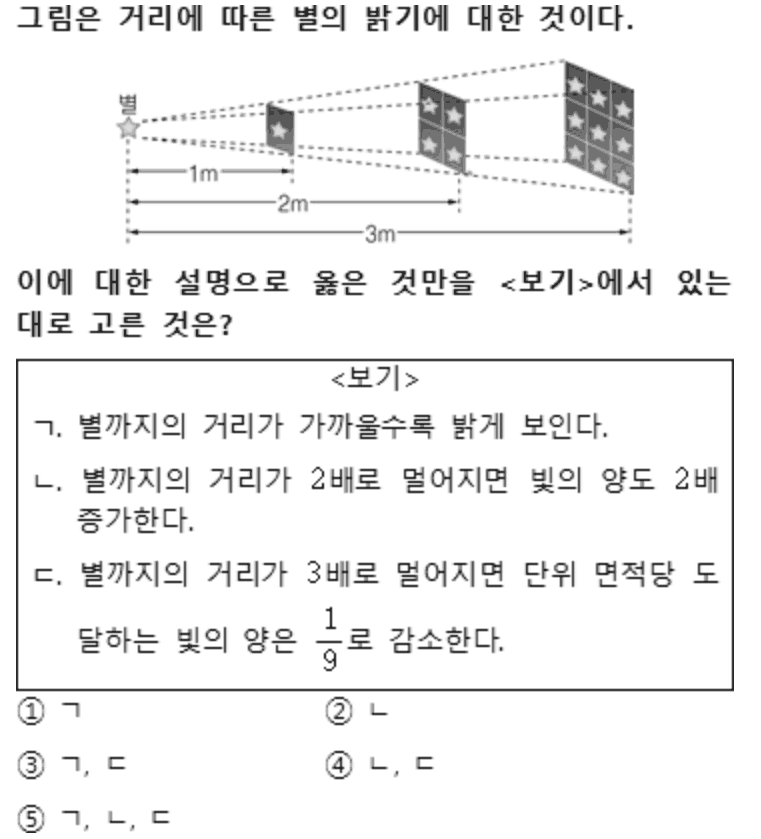 그림은 거리에 따른 별의 밝기에 대한 것이다.
별
1m
2m
3m
이에 대한 설명으로 옳은 것만을 <보기>에서 있는
대로 고른 것은?
<보기>
ㄱ. 별까지의 거리가 가까울수록 밝게 보인다.
ㄴ. 별까지의 거리가 2배로 멀어지면 빛의 양도 2배
증가한다.
ㄷ. 별까지의 거리가 3배로 멀어지면 단위 면적당 도
달하는 빛의 양은 1/9로 감소한다.
① ㄱ ② ㄴ
③ ㄱ, ㄷ ④ ㄴ, ㄷ
⑤ ㄱ, ㄴ, ㄷ